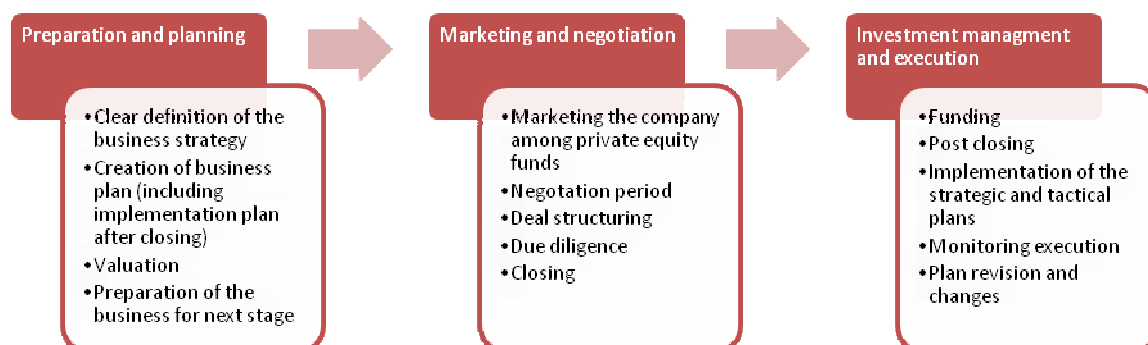 Preparation and planning
•Clear definition of the
business strategy
•Creation of business
plan (including
implementation plan
after closing)
•Valuation
•Preparation of the
business for next stage
Marketing and negotiation
•Marketing the company
among private equity
funds
•Negotation period
•Deal structuring
•Due diligence
•Closing
Investment managment
and execution
•Funding
•Post closing
•Implementation of the
strategic and tactical
plans
•Monitoring execution
•Plan revision and
changes